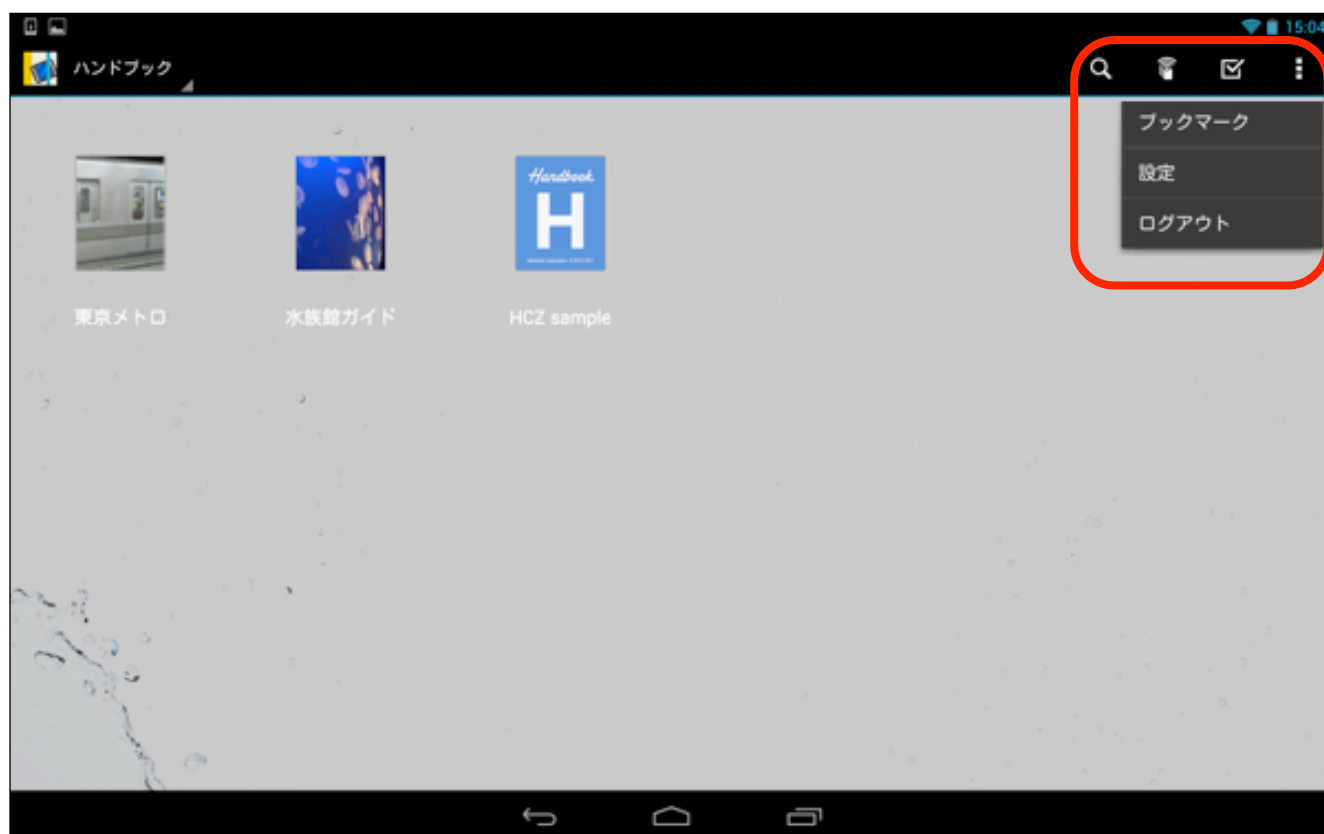 15:04
ハンドブック
ブックマーク
設定
ログアウト
Handbook
H
東京メトロ
水族館ガイド
HCZ sample